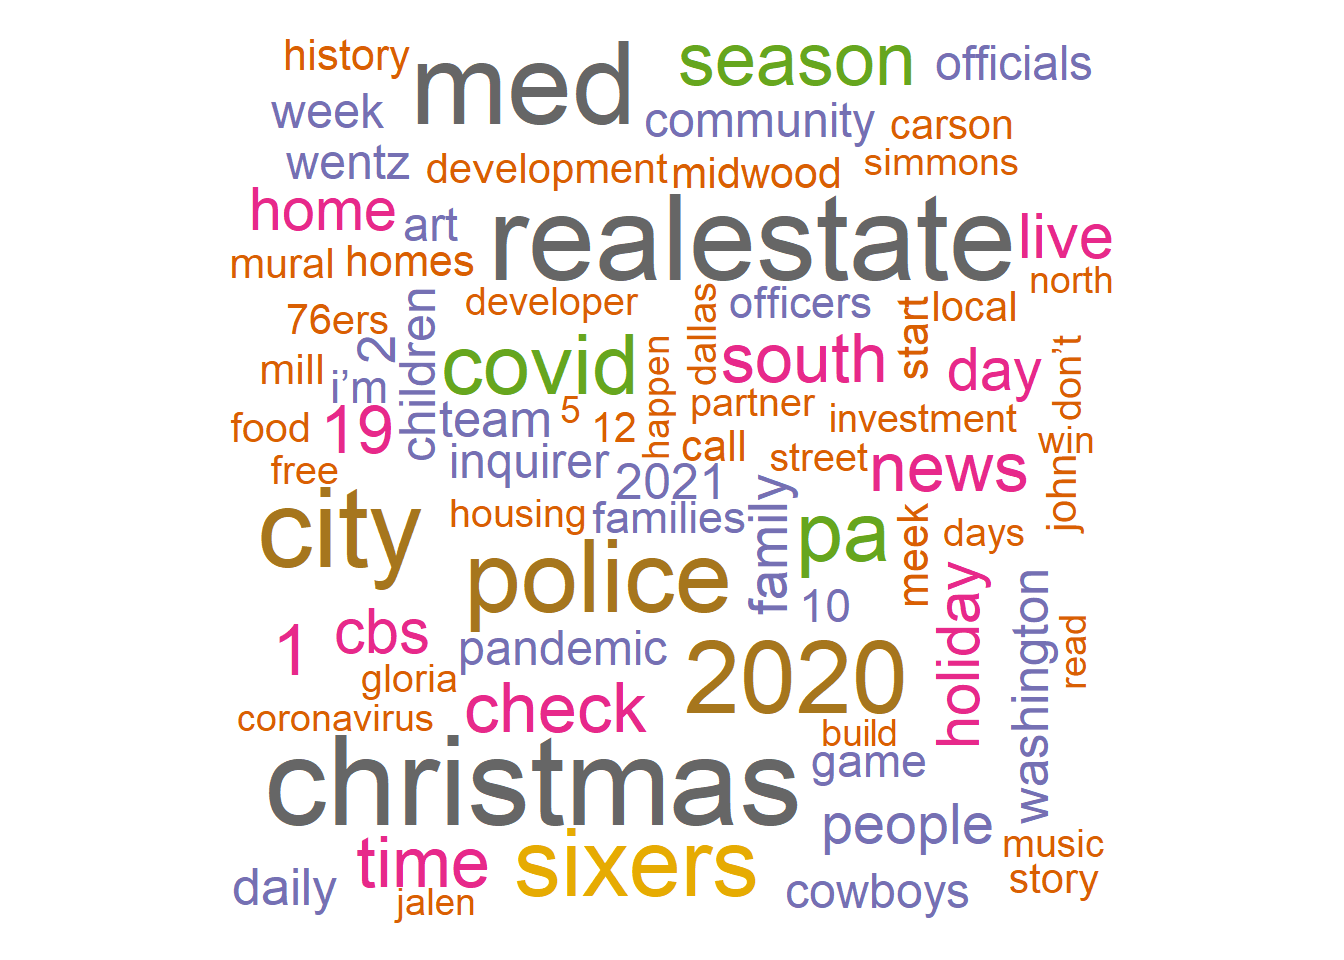 history
med
season
officials
week
community
carson
wentz
development
midwood
simmons
home
art
realestate
live
mural
homes
north
76ers
developer
children
dallas
officers
start
local
mill
i’m
2
covid
happen
south
day
don’t
food
19
team
5
12
partner
investment
free
inquirer
call
street
news
win
2021
john
city
housing
families
family
pa
meek
days
police
10
holiday
washington
1
cbs
pandemic
2020
read
gloria
coronavirus
check
build
christmas
game
people
music
time
sixers
story
daily
jalen
cowboys